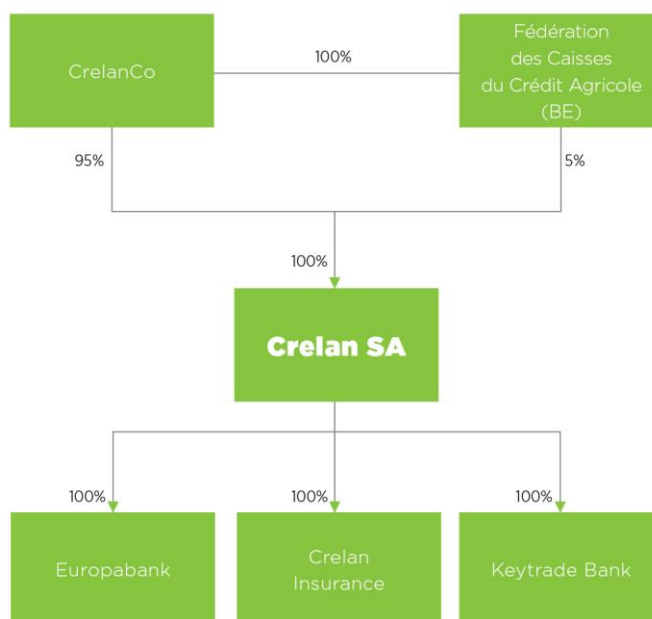 CrelanCo
100%
Fédération
des Caisses
du Crédit Agricole
(BE)
95%
5%
100%
Crelan SA
100%
100%
100%
Europabank
Crelan
Insurance
Keytrade Bank